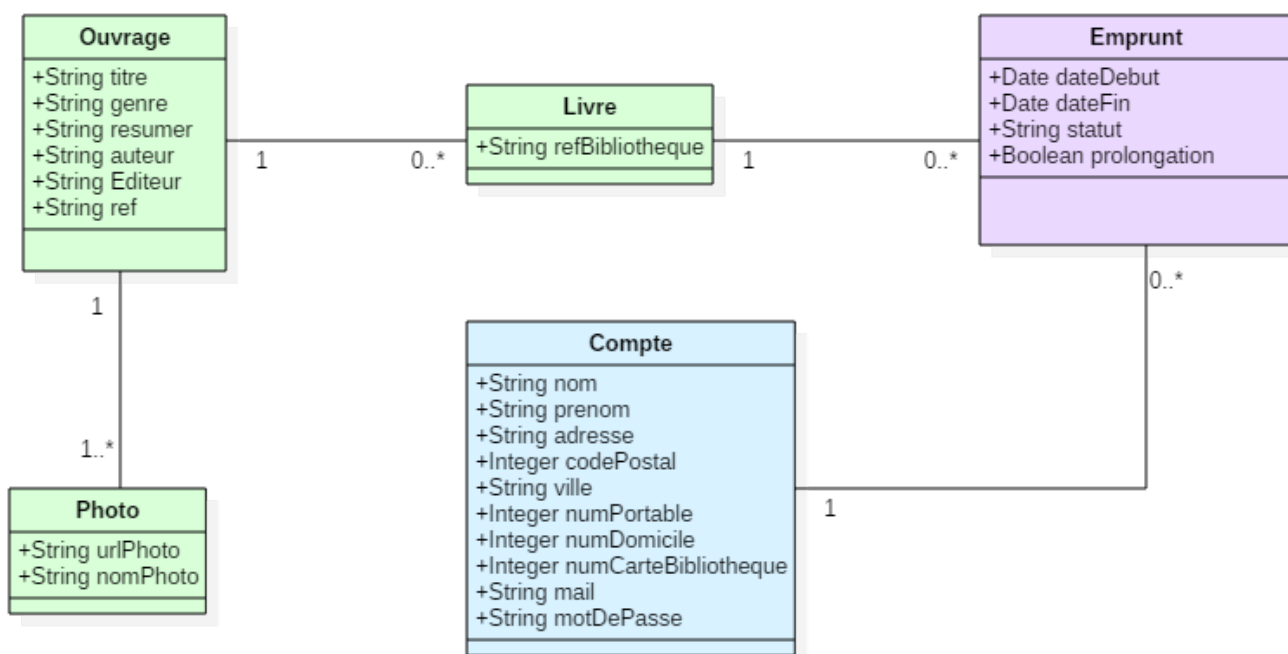 Ouvrage
+String titre
+String genre
+String resumer
+String auteur
+String Editeur
+String ref
1
0..*
Livre
+String refBibliotheque
1
0..*
Emprunt
+Date dateDebut
+Date dateFin
+String statut
+Boolean prolongation
0..*
1
1..*
Photo
+String urlPhoto
+String nomPhoto
Compte
+String nom
+String prenom
+String adresse
+Integer codePostal
+String ville
+Integer numPortable
+Integer numDomicile
+Integer numCarteBibliotheque
+String mail
+String motDePasse
1